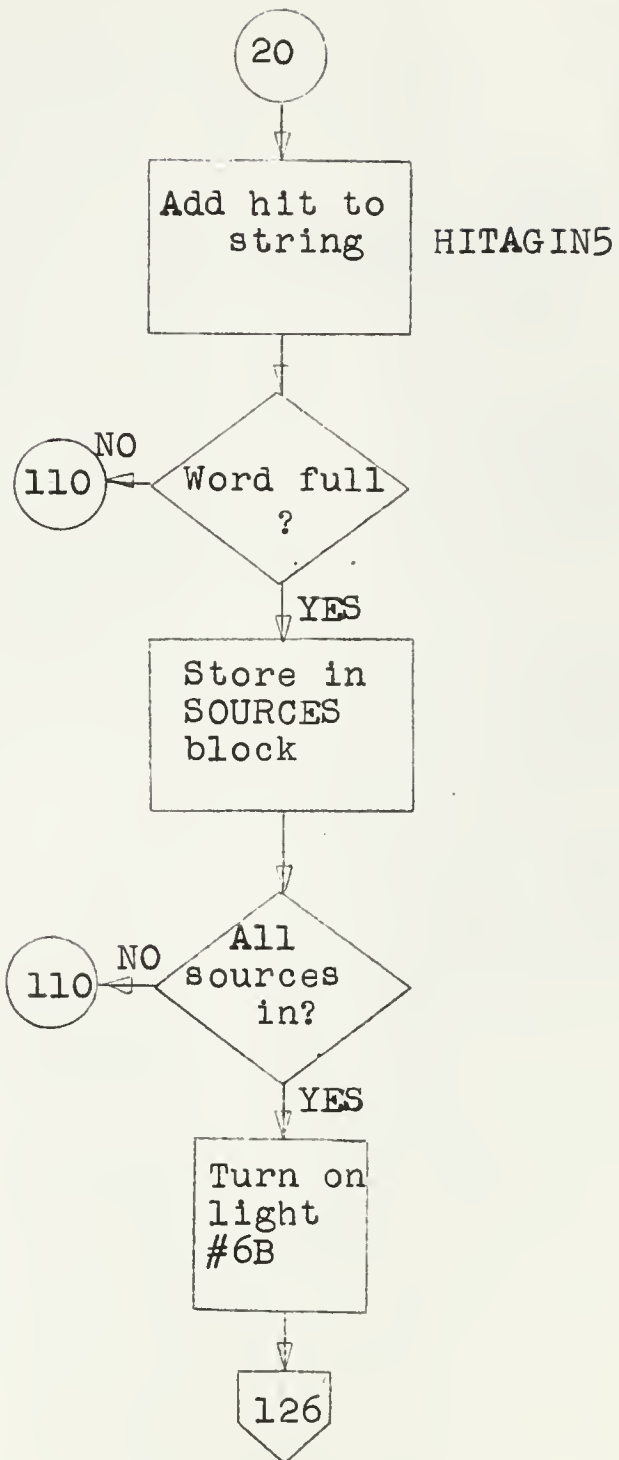 20
Add hit to
string
HITAGIN5
NO
110
Word full
?
YES
Store in
SOURCES
block
All
sources
in?
NO
110
YES
Turn on
light
#6B
126